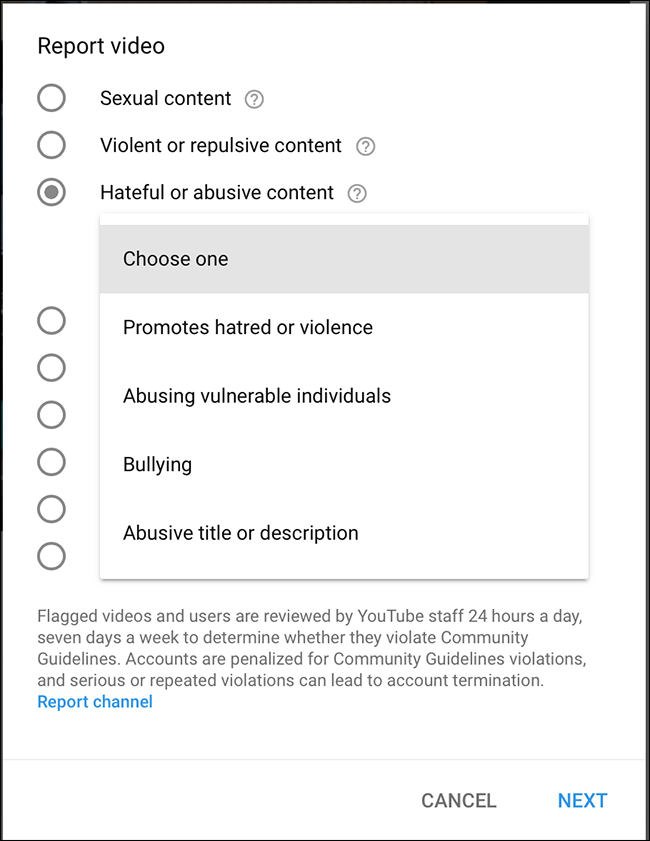 Report video
Sexual content
Violent or repulsive content
Hateful or abusive content
Choose one
Promotes hatred or violence
Abusing vulnerable individuals
Bullying
Abusive title or description
Flagged videos and users are reviewed by YouTube staff 24 hours a day,
seven days a week to determine whether they violate Community
Guidelines. Accounts are penalized for Community Guidelines violations,
and serious or repeated violations can lead to account termination.
Report channel
CANCEL NEXT